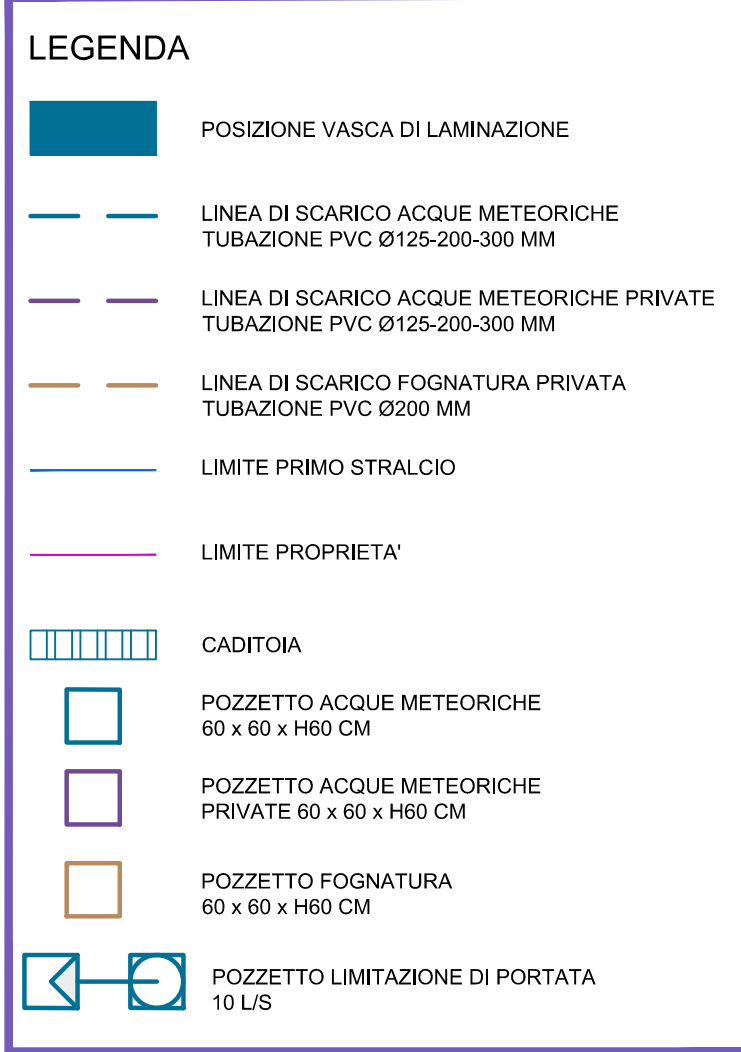 LEGENDA
POSIZIONE VASCA DI LAMINAZIONE
LINEA DI SCARICO ACQUE METEORICHE
TUBAZIONE PVC Ø125-200-300 MM
LINEA DI SCARICO ACQUE METEORICHE PRIVATE
TUBAZIONE PVC Ø125-200-300 MM
LINEA DI SCARICO FOGNATURA PRIVATA
TUBAZIONE PVC Ø200 MM
LIMITE PRIMO STRALCIO
LIMITE PROPRIETA'
CADITOIA
POZZETTO ACQUE METEORICHE
60 x 60 x H60 CM
POZZETTO ACQUE METEORICHE
PRIVATE 60 x 60 x H60 CM
POZZETTO FOGNATURA
60 x 60 x H60 CM
POZZETTO LIMITAZIONE DI PORTATA
10 L/S